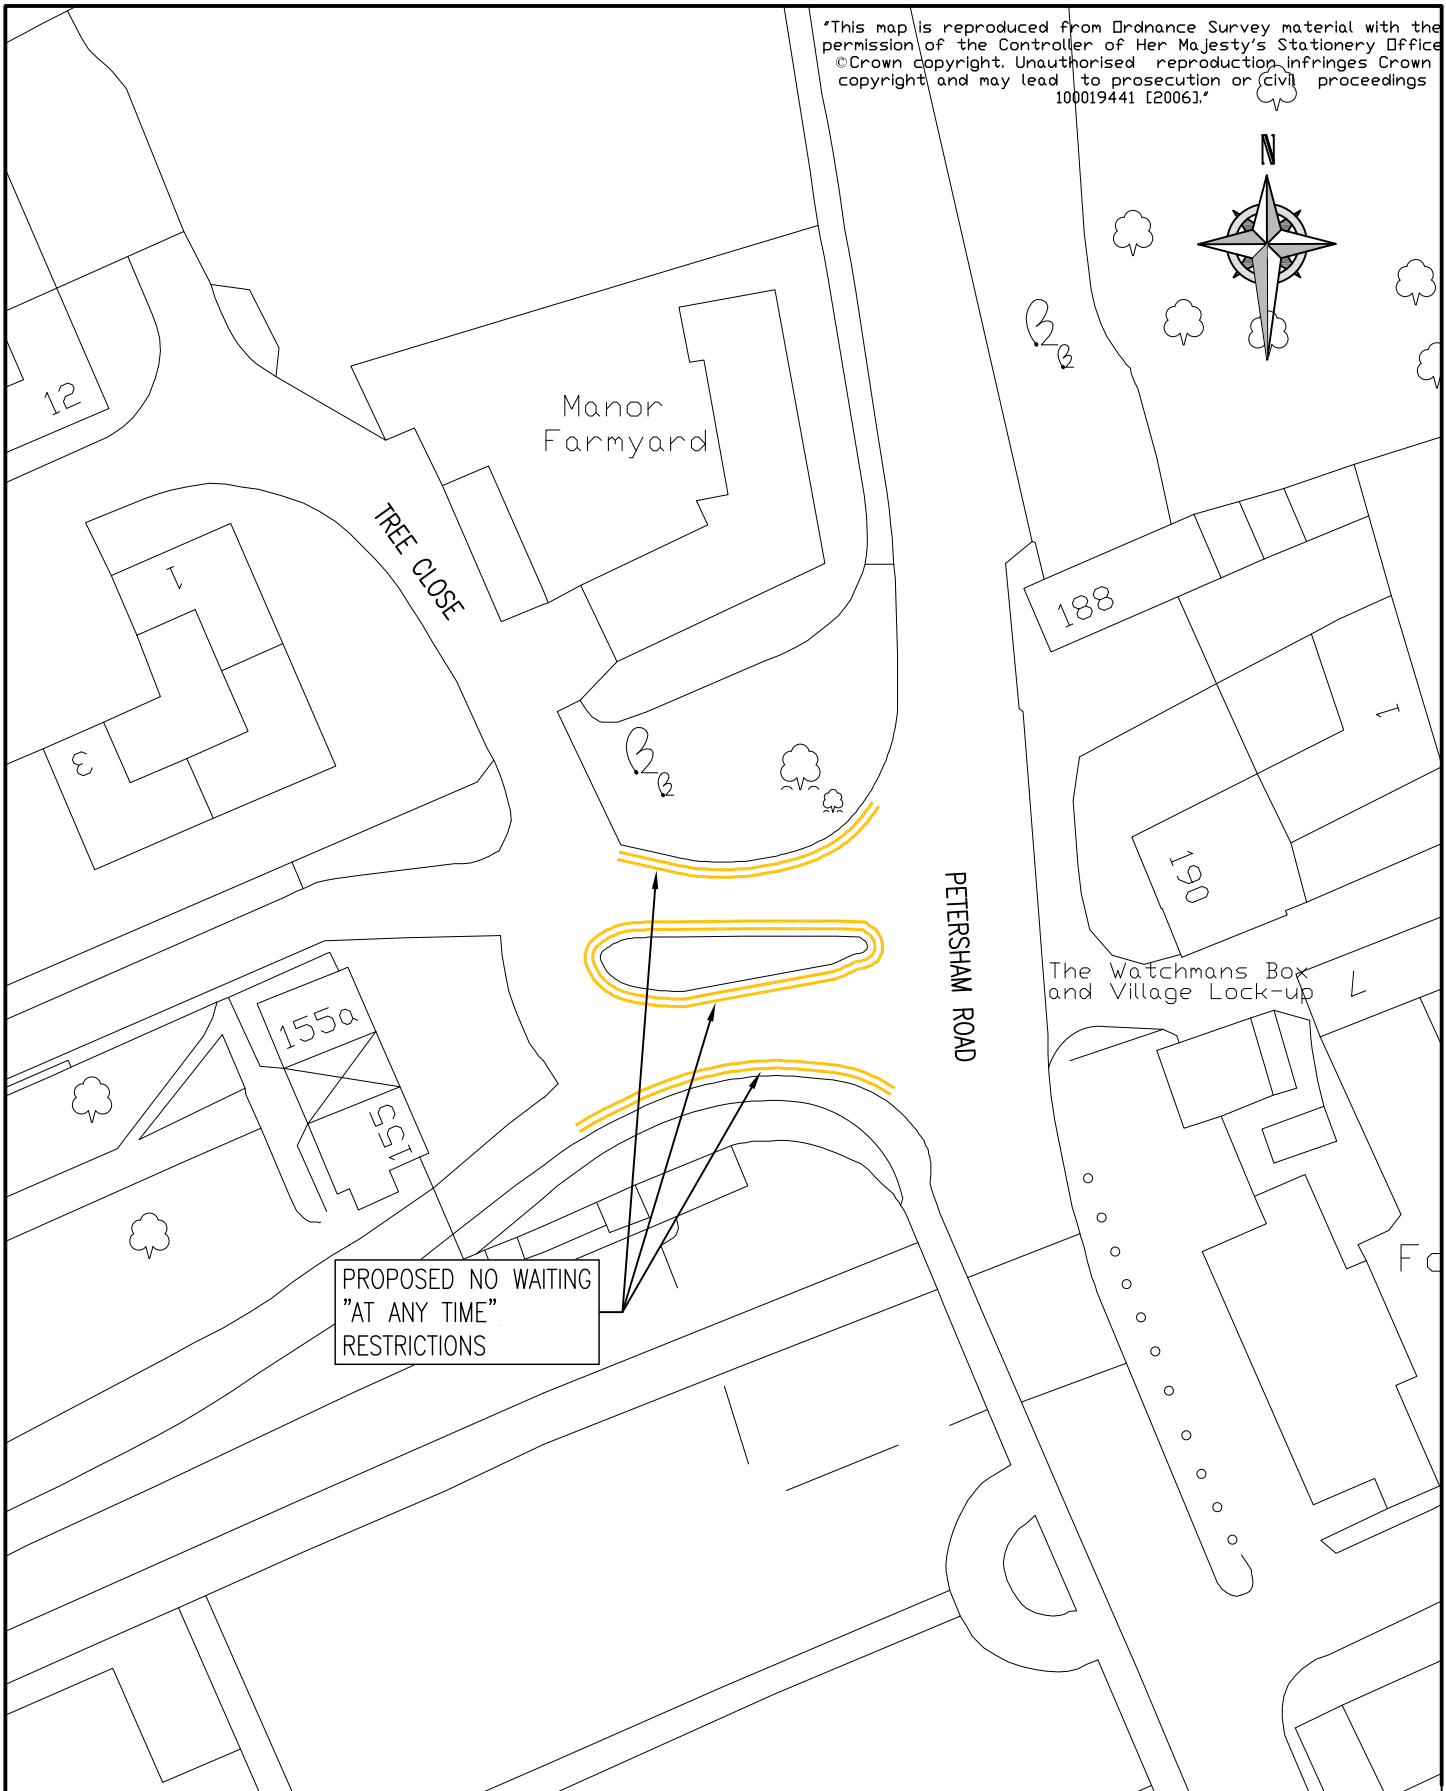 "This map is reproduced from Ordnance Survey material with the
permission of the Controller of Her Majesty's Stationery Office
©Crown copyright. Unauthorised reproduction infringes Crown
copyright and may lead to prosecution or civil proceedings
100019441 [2006]."
N
12
Manor
Farmyard
TREE CLOSE
1
188
3
1
190
PETERSHAM ROAD
The Watchmans Box
and Village Lock-up
7
155a
155
PROPOSED NO WAITING
"AT ANY TIME"
RESTRICTIONS